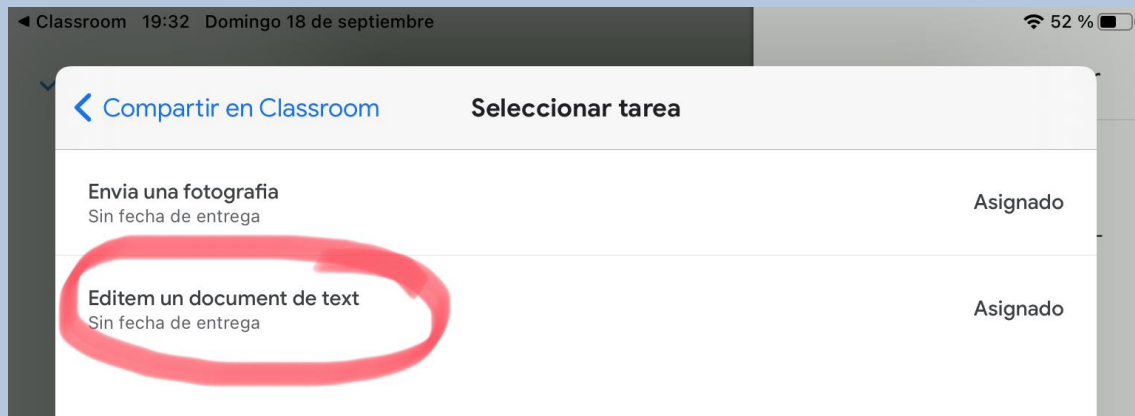 ◀ Classroom 19:32 Domingo 18 de septiembre 52 %
Compartir en Classroom Seleccionar tarea
Envia una fotografia Asignado
Sin fecha de entrega
Editem un document de text Asignado
Sin fecha de entrega